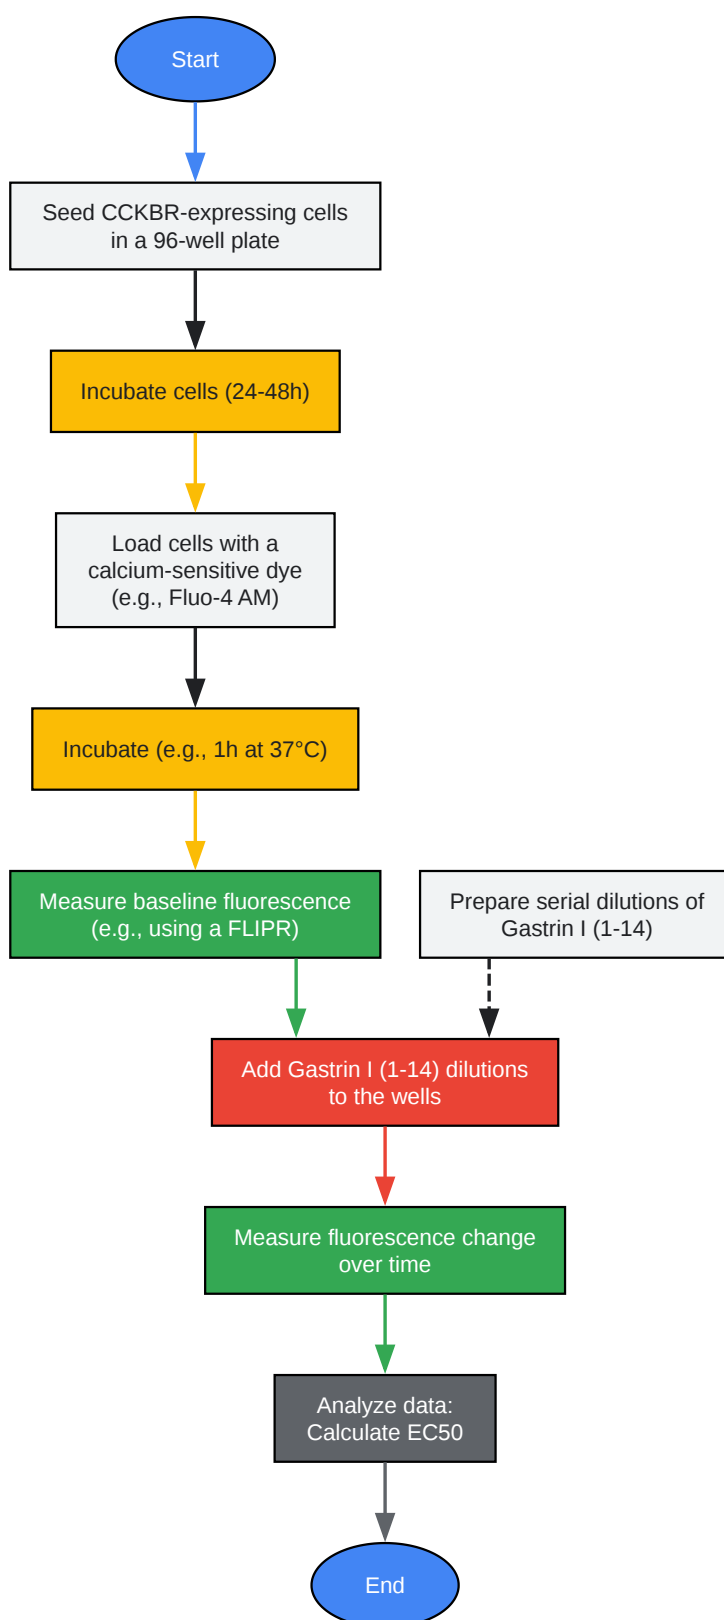 Start
Seed CCKBR-expressing cells
in a 96-well plate
Incubate cells (24-48h)
Load cells with a
calcium-sensitive dye
(e.g., Fluo-4 AM)
Incubate (e.g., 1h at 37°C)
Measure baseline fluorescence
(e.g., using a FLIPR)
Prepare serial dilutions of
Gastrin I (1-14)
Add Gastrin I (1-14) dilutions
to the wells
Measure fluorescence change
over time
Analyze data:
Calculate EC50
End